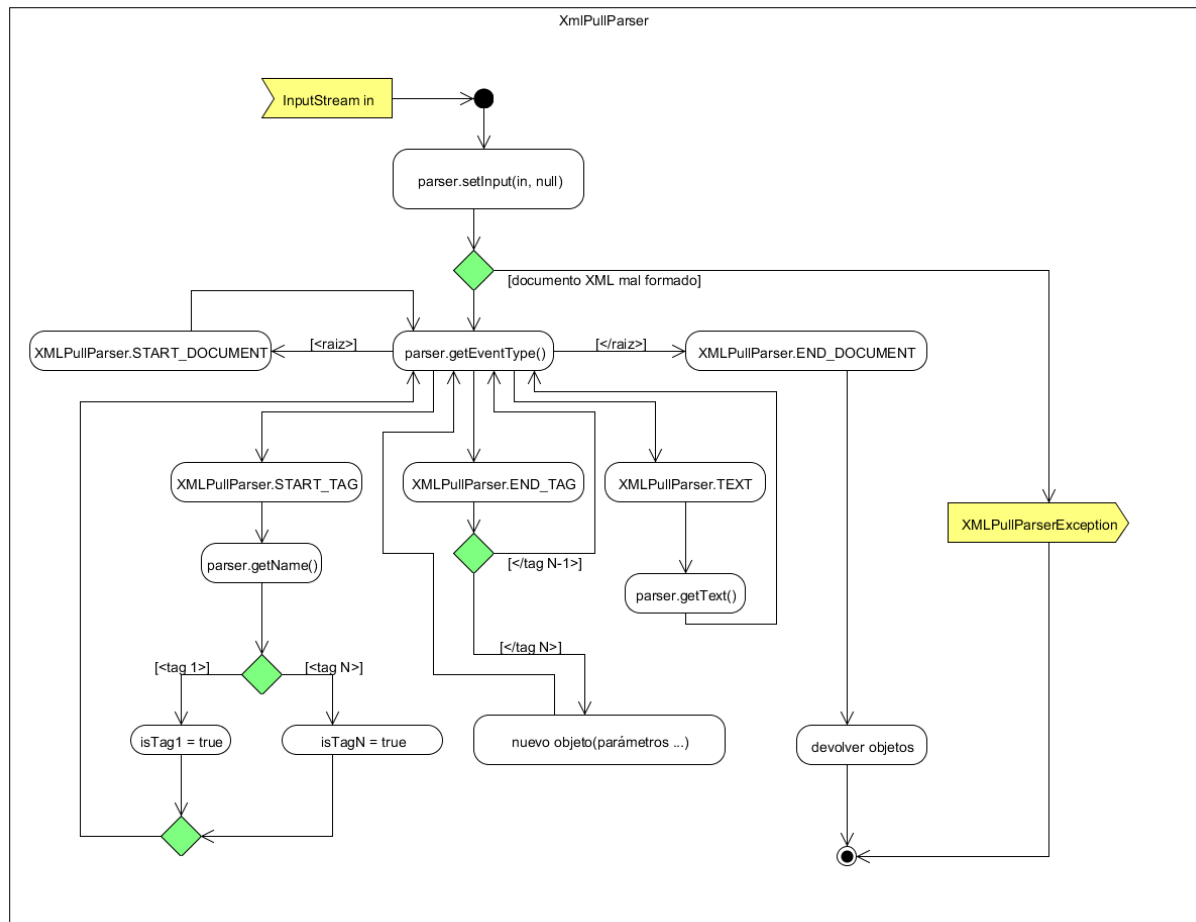 XmlPullParser
InputStream in
parser.setInput(in, null)
[documento XML mal formado]
XMLPullParser.START_DOCUMENT
[<raiz>]
parser.getEventType()
[</raiz>]
XMLPullParser.END_DOCUMENT
XMLPullParser.START_TAG
XMLPullParser.END_TAG
XMLPullParser.TEXT
XMLPullParserException
parser.getName()
[</tag N-1>]
parser.getText()
[<tag 1>]
[<tag N>]
[</tag N>]
isTag1 = true
isTagN = true
nuevo objeto(parámetros ...)
devolver objetos